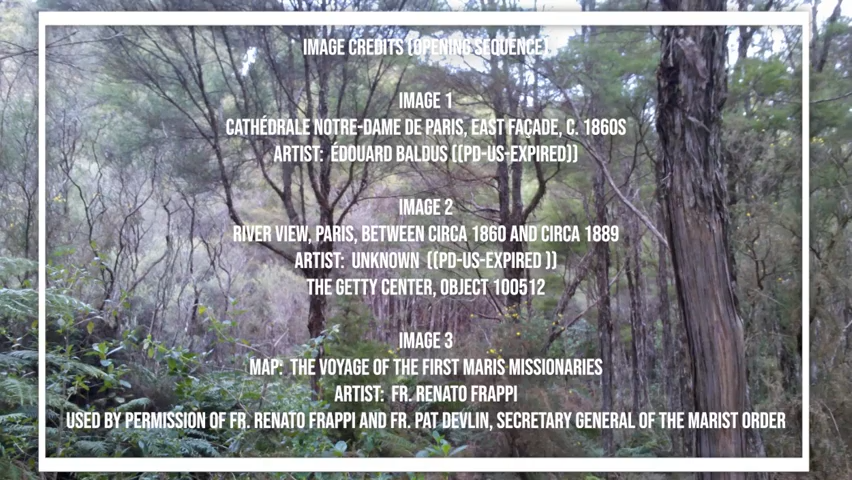 IMAGE CREDITS (OPENING SEQUENCE)
IMAGE 1
CATHÉDRALE NOTRE-DAME DE PARIS, EAST FAÇADE, C. 1860S
ARTIST: ÉDOUARD BALDUS ((PD-US-EXPIRED))
IMAGE 2
RIVER VIEW, PARIS, BETWEEN CIRCA 1860 AND CIRCA 1889
ARTIST: UNKNOWN ((PD-US-EXPIRED ))
THE GETTY CENTER, OBJECT 100512
IMAGE 3
MAP: THE VOYAGE OF THE FIRST MARIS MISSIONARIES
ARTIST: FR. RENATO FRAPPI
USED BY PERMISSION OF FR. RENATO FRAPPI AND FR. PAT DEVLIN, SECRETARY GENERAL OF THE MARIST ORDER